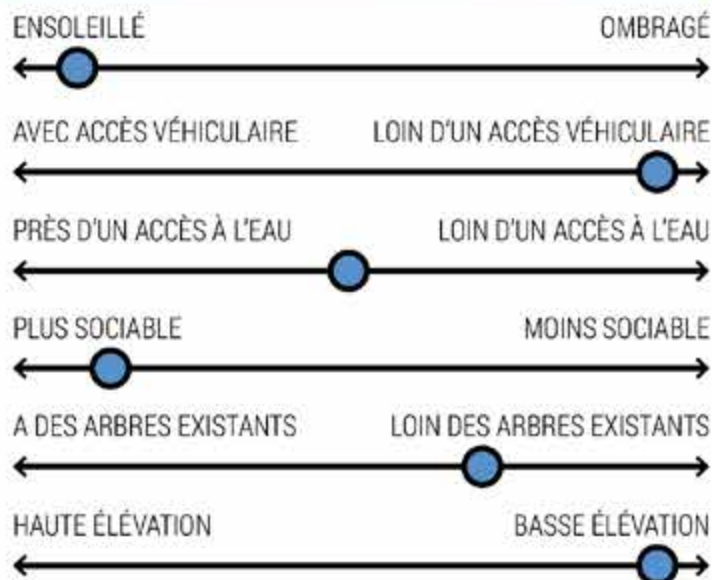 ENSOLEILLÉ OMBRAGÉ
AVEC ACCÈS VÉHICULAIRE LOIN D'UN ACCÈS VÉHICULAIRE
PRÈS D'UN ACCÈS À L'EAU LOIN D'UN ACCÈS À L'EAU
PLUS SOCIABLE MOINS SOCIABLE
A DES ARBRES EXISTANTS LOIN DES ARBRES EXISTANTS
HAUTE ÉLÉVATION BASSE ÉLÉVATION